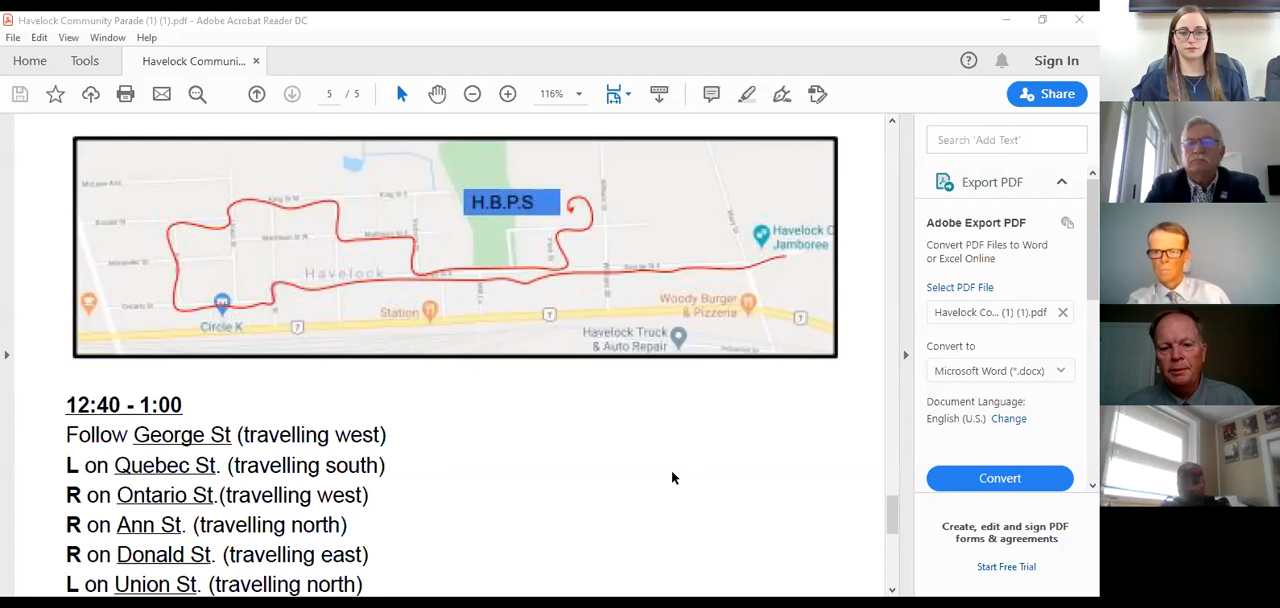 Havelock Community Parade (1) (1).pdf - Adobe Acrobat Reader DC
File Edit View Window Help
Home Tools Havelock Communi... × Sign In
5 / 5 116% Share
H.B.P.S
Havelock C
Jamboree
Havelock
Circle K
Station
Woody Burger
& Pizzeria
7
7
7
Havelock Truck
& Auto Repair
12:40 - 1:00
Follow George St (travelling west)
L on Quebec St. (travelling south)
R on Ontario St.(travelling west)
R on Ann St. (travelling north)
R on Donald St. (travelling east)
L on Union St. (travelling north)
Search 'Add Text'
Export PDF
Adobe Export PDF
Convert PDF Files to Word
or Excel Online
Select PDF File
Havelock Co... (1) (1).pdf
Convert to
Microsoft Word (*.docx)
Document Language:
English (U.S.) Change
Convert
Create, edit and sign PDF
forms & agreements
Start Free Trial